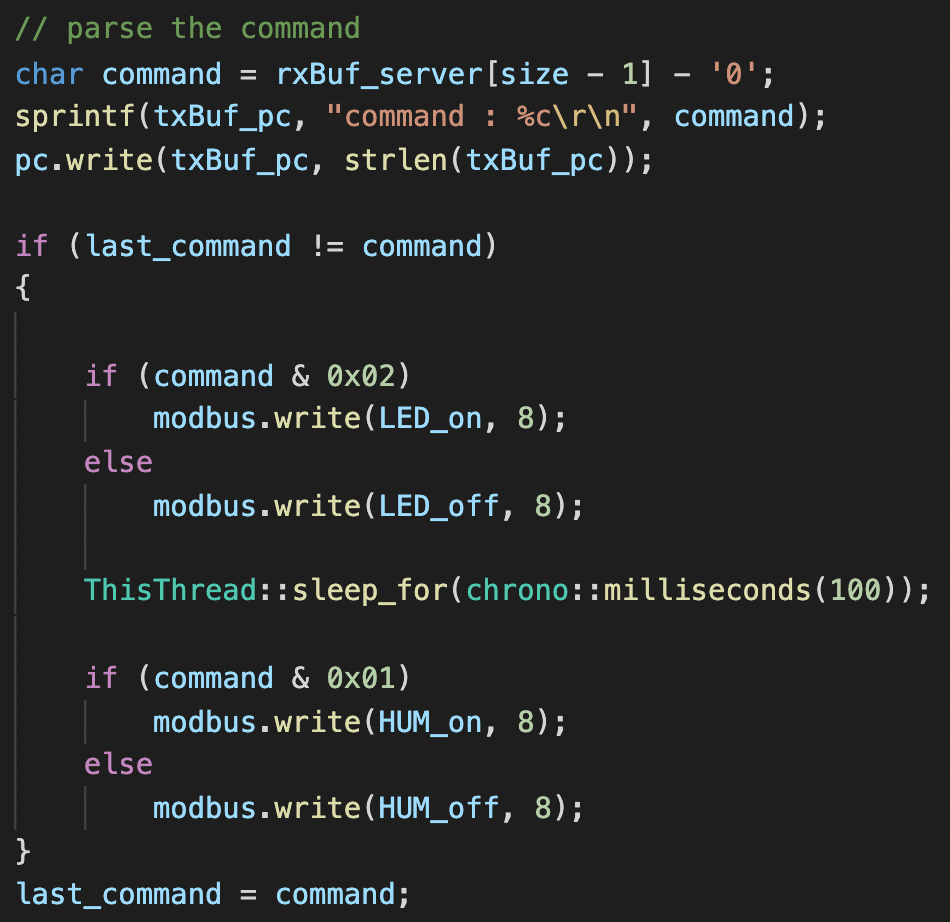 // parse the command
char command = rxBuf_server[size - 1] - '0';
sprintf(txBuf_pc, "command : %c\r\n", command);
pc.write(txBuf_pc, strlen(txBuf_pc));

if (last_command != command)
{

    if (command & 0x02)
        modbus.write(LED_on, 8);
    else
        modbus.write(LED_off, 8);

    ThisThread::sleep_for(chrono::milliseconds(100));

    if (command & 0x01)
        modbus.write(HUM_on, 8);
    else
        modbus.write(HUM_off, 8);
}
last_command = command;